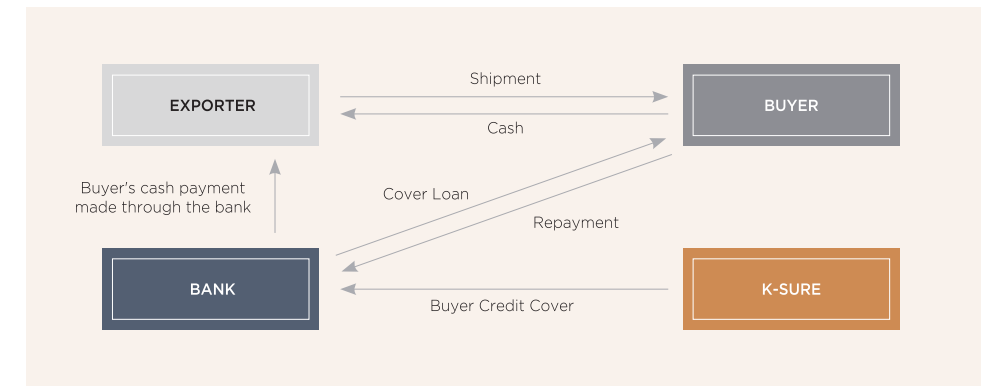 Shipment
EXPORTER
BUYER
Cash
Buyer’s cash payment
made through the bank
Cover Loan
Repayment
BANK
K-SURE
Buyer Credit Cover